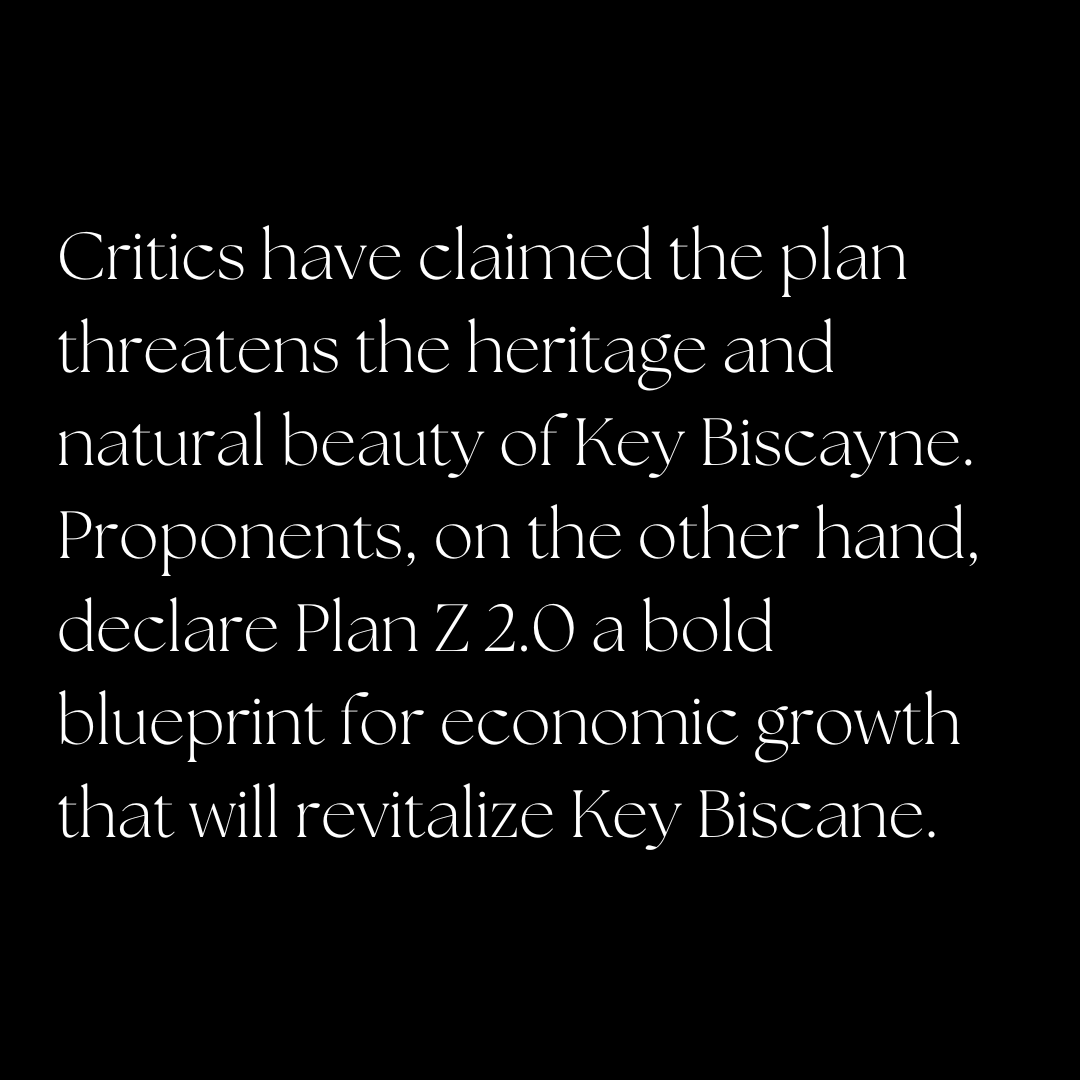 Critics have claimed the plan
threatens the heritage and
natural beauty of Key Biscayne.
Proponents, on the other hand,
declare Plan Z 2.0 a bold
blueprint for economic growth
that will revitalize Key Biscane.